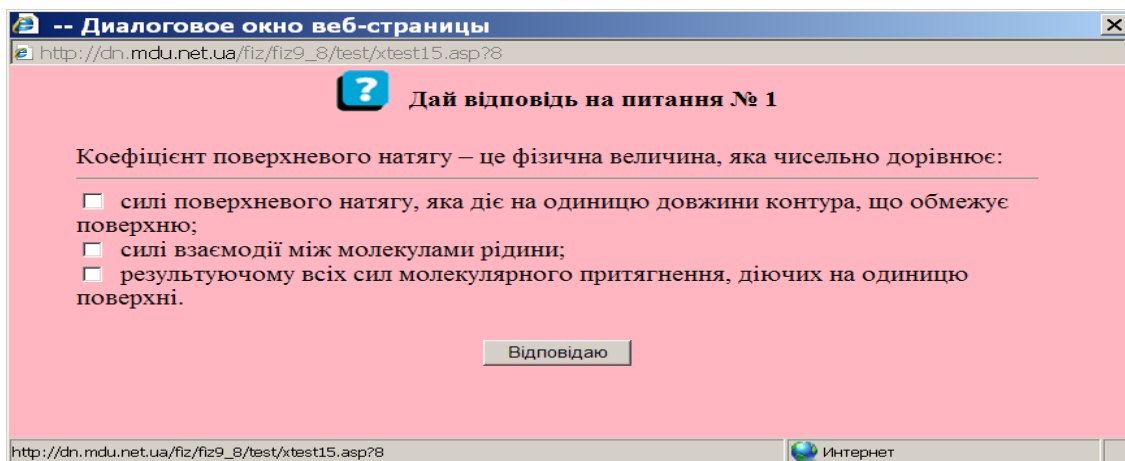 -- Диалоговое окно веб-страницы
http://dn.mdu.net.ua/fiz/fiz9_8/test/xtest15.asp?8
? Дай відповідь на питання № 1
Коефіцієнт поверхневого натягу – це фізична величина, яка чисельно дорівнює:
силі поверхневого натягу, яка діє на одиницю довжини контура, що обмежує
поверхню;
силі взаємодії між молекулами рідини;
результуючому всіх сил молекулярного притягнення, діючих на одиницю
поверхні.
Відповідаю
http://dn.mdu.net.ua/fiz/fiz9_8/test/xtest15.asp?8 Интернет